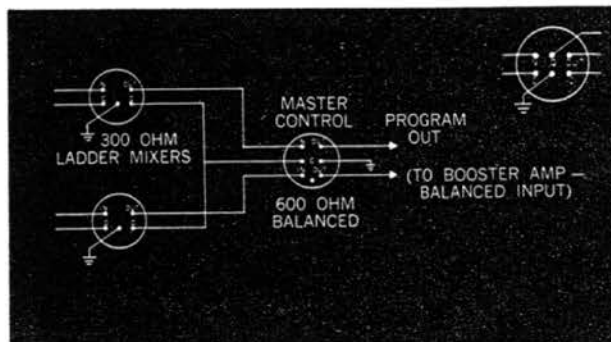 300 OHM
LADDER MIXERS
MASTER
CONTROL
600 OHM
BALANCED
PROGRAM
OUT
(TO BOOSTER AMP—
BALANCED INPUT)